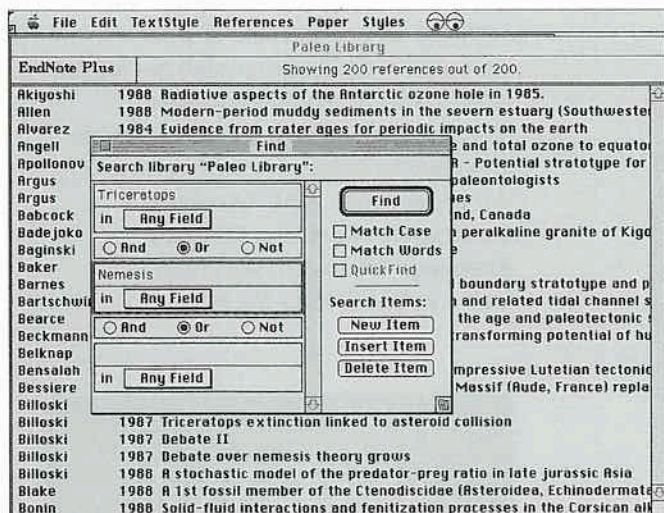 File Edit TextStyle References Paper Styles
Paleo Library
EndNote Plus
Showing 200 references out of 200.
Akiyoshi 1988 Radiative aspects of the Antarctic ozone hole in 1985.
Allen 1988 Modern-period muddy sediments in the severn estuary (Southwester
Alvarez 1984 Evidence from crater ages for periodic impacts on the earth
Angell e and total ozone to equato
Apollonov R - Potential stratotype for
Argus paleontologists
Argus es
Babcock nd, Canada
Badejoko n peralkaline granite of Kigo
Baginski e
Baker
Barnes boundary stratotype and p
Bartschwi n and related tidal channel s
Bearce the age and paleotectonic s
Beckmann ransforming potential of hu
Belknap
Bensalah mpressive Lutetian tectonic
Bessiere Massif (Aude, France) repla
Billoski
Billoski 1987 Triceratops extinction linked to asteroid collision
Billoski 1987 Debate II
Billoski 1987 Debate over nemesis theory grows
Billoski 1988 A stochastic model of the predator-prey ratio in late jurassic Asia
Blake 1988 A 1st fossil member of the Ctenodiscidae (Asteroidea, Echinodermata
Bonin 1988 Solid-fluid interactions and fenitization processes in the Corsican alk
Find
Search library "Paleo Library":
Triceratops
in Any Field
And Or Not
Nemesis
in Any Field
And Or Not
in Any Field
Find
Match Case
Match Words
QuickFind
Search Items:
New Item
Insert Item
Delete Item